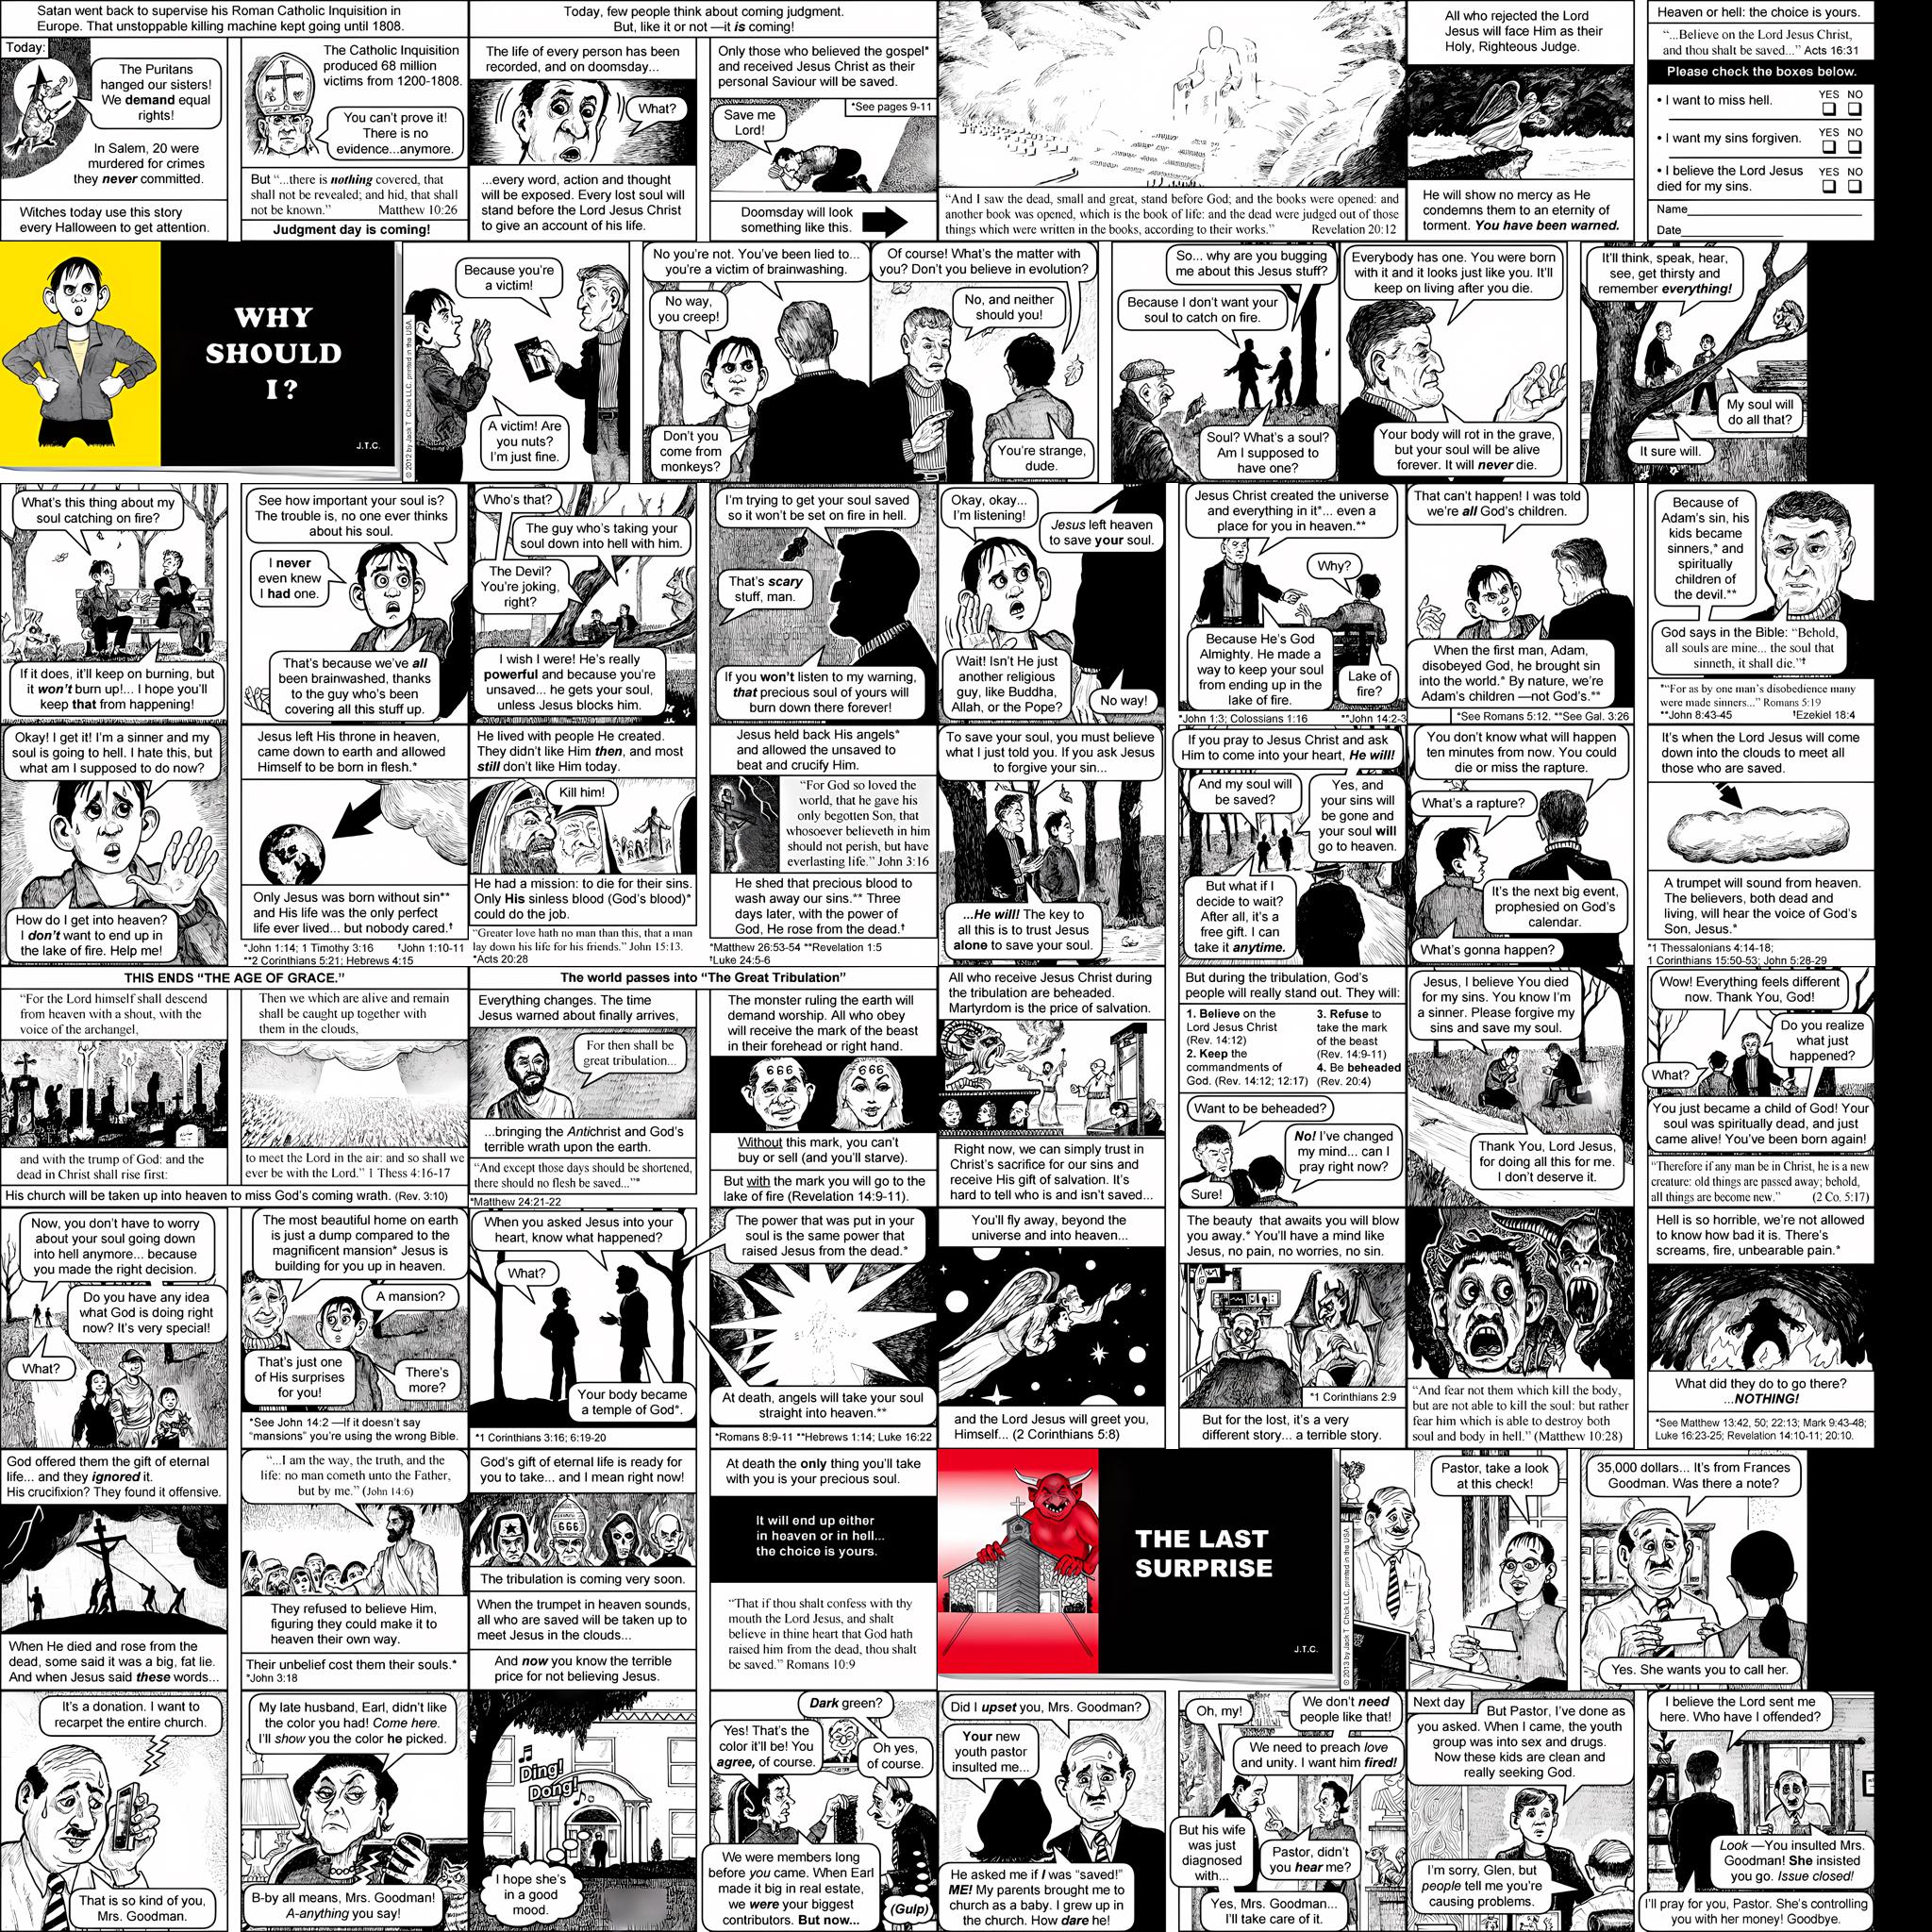 Satan went back to supervise his Roman Catholic Inquisition in
Europe. That unstoppable killing machine kept going until 1808.
Today:
The Puritans
hanged our sisters!
We demand equal
rights!
In Salem, 20 were
murdered for crimes
they never committed.
Witches today use this story
every Halloween to get attention.
The Catholic Inquisition
produced 68 million
victims from 1200-1808.
You can't prove it!
There is no
evidence...anymore.
But "...there is nothing covered, that
shall not be revealed; and hid, that shall
not be known." Matthew 10:26
Judgment day is coming!
Today, few people think about coming judgment.
But, like it or not —it is coming!
The life of every person has been
recorded, and on doomsday...
What?
...every word, action and thought
will be exposed. Every lost soul will
stand before the Lord Jesus Christ
to give an account of his life.
Only those who believed the gospel*
and received Jesus Christ as their
personal Saviour will be saved.
*See pages 9-11
Save me
Lord!
Doomsday will look
something like this.
"And I saw the dead, small and great, stand before God; and the books were opened: and
another book was opened, which is the book of life: and the dead were judged out of those
things which were written in the books, according to their works." Revelation 20:12
All who rejected the Lord
Jesus will face Him as their
Holy, Righteous Judge.
He will show no mercy as He
condemns them to an eternity of
torment. You have been warned.
Heaven or hell: the choice is yours.
"...Believe on the Lord Jesus Christ,
and thou shalt be saved..." Acts 16:31
Please check the boxes below.
• I want to miss hell. YES NO
• I want my sins forgiven. YES NO
• I believe the Lord Jesus
died for my sins. YES NO
Name
Date
WHY
SHOULD
I?
J.T.C.
© 2012 by Jack T. Chick LLC, printed in the USA
Because you're
a victim!
A victim! Are
you nuts?
I'm just fine.
No you're not. You've been lied to...
you're a victim of brainwashing.
No way,
you creep!
Don't you
come from
monkeys?
Of course! What's the matter with
you? Don't you believe in evolution?
No, and neither
should you!
You're strange,
dude.
So... why are you bugging
me about this Jesus stuff?
Because I don't want your
soul to catch on fire.
Soul? What's a soul?
Am I supposed to
have one?
Everybody has one. You were born
with it and it looks just like you. It'll
keep on living after you die.
Your body will rot in the grave,
but your soul will be alive
forever. It will never die.
It'll think, speak, hear,
see, get thirsty and
remember everything!
My soul will
do all that?
It sure will.
What's this thing about my
soul catching on fire?
If it does, it'll keep on burning, but
it won't burn up!... I hope you'll
keep that from happening!
See how important your soul is?
The trouble is, no one ever thinks
about his soul.
I never
even knew
I had one.
That's because we've all
been brainwashed, thanks
to the guy who's been
covering all this stuff up.
Who's that?
The guy who's taking your
soul down into hell with him.
The Devil?
You're joking,
right?
I wish I were! He's really
powerful and because you're
unsaved... he gets your soul,
unless Jesus blocks him.
I'm trying to get your soul saved
so it won't be set on fire in hell.
That's scary
stuff, man.
If you won't listen to my warning,
that precious soul of yours will
burn down there forever!
Okay, okay...
I'm listening!
Jesus left heaven
to save your soul.
Wait! Isn't He just
another religious
guy, like Buddha,
Allah, or the Pope?
No way!
Jesus Christ created the universe
and everything in it*... even a
place for you in heaven.**
Why?
Because He's God
Almighty. He made a
way to keep your soul
from ending up in the
lake of fire.
Lake of
fire?
*John 1:3; Colossians 1:16 **John 14:2-3
That can't happen! I was told
we're all God's children.
When the first man, Adam,
disobeyed God, he brought sin
into the world.* By nature, we're
Adam's children —not God's.**
*See Romans 5:12. **See Gal. 3:26
Because of
Adam's sin, his
kids became
sinners,* and
spiritually
children of
the devil.**
God says in the Bible: "Behold,
all souls are mine... the soul that
sinneth, it shall die."†
*"For as by one man's disobedience many
were made sinners..." Romans 5:19
**John 8:43-45 †Ezekiel 18:4
Okay! I get it! I'm a sinner and my
soul is going to hell. I hate this, but
what am I supposed to do now?
How do I get into heaven?
I don't want to end up in
the lake of fire. Help me!
Jesus left His throne in heaven,
came down to earth and allowed
Himself to be born in flesh.*
Only Jesus was born without sin**
and His life was the only perfect
life ever lived... but nobody cared.†
*John 1:14; 1 Timothy 3:16 †John 1:10-11
**2 Corinthians 5:21; Hebrews 4:15
He lived with people He created.
They didn't like Him then, and most
still don't like Him today.
Kill him!
He had a mission: to die for their sins.
Only His sinless blood (God's blood)*
could do the job.
"Greater love hath no man than this, that a man
lay down his life for his friends." John 15:13.
*Acts 20:28
Jesus held back His angels*
and allowed the unsaved to
beat and crucify Him.
"For God so loved the
world, that he gave his
only begotten Son, that
whosoever believeth in him
should not perish, but have
everlasting life." John 3:16
He shed that precious blood to
wash away our sins.** Three
days later, with the power of
God, He rose from the dead.†
*Matthew 26:53-54 **Revelation 1:5
†Luke 24:5-6
To save your soul, you must believe
what I just told you. If you ask Jesus
to forgive your sin...
...He will! The key to
all this is to trust Jesus
alone to save your soul.
If you pray to Jesus Christ and ask
Him to come into your heart, He will!
And my soul will
be saved?
Yes, and
your sins will
be gone and
your soul will
go to heaven.
But what if I
decide to wait?
After all, it's a
free gift. I can
take it anytime.
You don't know what will happen
ten minutes from now. You could
die or miss the rapture.
What's a rapture?
It's the next big event,
prophesied on God's
calendar.
What's gonna happen?
It's when the Lord Jesus will come
down into the clouds to meet all
those who are saved.
A trumpet will sound from heaven.
The believers, both dead and
living, will hear the voice of God's
Son, Jesus.*
*1 Thessalonians 4:14-18;
1 Corinthians 15:50-53; John 5:28-29
THIS ENDS "THE AGE OF GRACE."
"For the Lord himself shall descend
from heaven with a shout, with the
voice of the archangel,
and with the trump of God: and the
dead in Christ shall rise first:
Then we which are alive and remain
shall be caught up together with
them in the clouds,
to meet the Lord in the air: and so shall we
ever be with the Lord." 1 Thess 4:16-17
His church will be taken up into heaven to miss God's coming wrath. (Rev. 3:10)
The world passes into "The Great Tribulation"
Everything changes. The time
Jesus warned about finally arrives,
For then shall be
great tribulation...
...bringing the Antichrist and God's
terrible wrath upon the earth.
"And except those days should be shortened,
there should no flesh be saved..."*
*Matthew 24:21-22
The monster ruling the earth will
demand worship. All who obey
will receive the mark of the beast
in their forehead or right hand.
666
666
Without this mark, you can't
buy or sell (and you'll starve).
But with the mark you will go to the
lake of fire (Revelation 14:9-11).
All who receive Jesus Christ during
the tribulation are beheaded.
Martyrdom is the price of salvation.
Right now, we can simply trust in
Christ's sacrifice for our sins and
receive His gift of salvation. It's
hard to tell who is and isn't saved...
But during the tribulation, God's
people will really stand out. They will:
1. Believe on the
Lord Jesus Christ
(Rev. 14:12)
2. Keep the
commandments of
God. (Rev. 14:12; 12:17)
3. Refuse to
take the mark
of the beast
(Rev. 14:9-11)
4. Be beheaded
(Rev. 20:4)
Want to be beheaded?
No! I've changed
my mind... can I
pray right now?
Sure!
Jesus, I believe You died
for my sins. You know I'm
a sinner. Please forgive my
sins and save my soul.
Thank You, Lord Jesus,
for doing all this for me.
I don't deserve it.
Wow! Everything feels different
now. Thank You, God!
Do you realize
what just
happened?
What?
You just became a child of God! Your
soul was spiritually dead, and just
came alive! You've been born again!
"Therefore if any man be in Christ, he is a new
creature: old things are passed away; behold,
all things are become new." (2 Co. 5:17)
Now, you don't have to worry
about your soul going down
into hell anymore... because
you made the right decision.
Do you have any idea
what God is doing right
now? It's very special!
What?
The most beautiful home on earth
is just a dump compared to the
magnificent mansion* Jesus is
building for you up in heaven.
A mansion?
That's just one
of His surprises
for you!
There's
more?
*See John 14:2 —If it doesn't say
"mansions" you're using the wrong Bible.
When you asked Jesus into your
heart, know what happened?
What?
Your body became
a temple of God*.
*1 Corinthians 3:16; 6:19-20
The power that was put in your
soul is the same power that
raised Jesus from the dead.*
At death, angels will take your soul
straight into heaven.**
*Romans 8:9-11 **Hebrews 1:14; Luke 16:22
You'll fly away, beyond the
universe and into heaven...
and the Lord Jesus will greet you,
Himself... (2 Corinthians 5:8)
The beauty that awaits you will blow
you away.* You'll have a mind like
Jesus, no pain, no worries, no sin.
*1 Corinthians 2:9
But for the lost, it's a very
different story... a terrible story.
"And fear not them which kill the body,
but are not able to kill the soul: but rather
fear him which is able to destroy both
soul and body in hell." (Matthew 10:28)
Hell is so horrible, we're not allowed
to know how bad it is. There's
screams, fire, unbearable pain.*
What did they do to go there?
...NOTHING!
*See Matthew 13:42, 50; 22:13; Mark 9:43-48;
Luke 16:23-25; Revelation 14:10-11; 20:10.
God offered them the gift of eternal
life... and they ignored it.
His crucifixion? They found it offensive.
When He died and rose from the
dead, some said it was a big, fat lie.
And when Jesus said these words...
"...I am the way, the truth, and the
life: no man cometh unto the Father,
but by me." (John 14:6)
They refused to believe Him,
figuring they could make it to
heaven their own way.
Their unbelief cost them their souls.*
*John 3:18
God's gift of eternal life is ready for
you to take... and I mean right now!
666
The tribulation is coming very soon.
When the trumpet in heaven sounds,
all who are saved will be taken up to
meet Jesus in the clouds...
And now you know the terrible
price for not believing Jesus.
At death the only thing you'll take
with you is your precious soul.
It will end up either
in heaven or in hell...
the choice is yours.
"That if thou shalt confess with thy
mouth the Lord Jesus, and shalt
believe in thine heart that God hath
raised him from the dead, thou shalt
be saved." Romans 10:9
THE LAST
SURPRISE
J.T.C.
© 2013 by Jack T. Chick LLC, printed in the USA.
Pastor, take a look
at this check!
35,000 dollars... It's from Frances
Goodman. Was there a note?
Yes. She wants you to call her.
It's a donation. I want to
recarpet the entire church.
That is so kind of you,
Mrs. Goodman.
My late husband, Earl, didn't like
the color you had! Come here.
I'll show you the color he picked.
B-by all means, Mrs. Goodman!
A-anything you say!
Ding!
Dong!
I hope she's
in a good
mood.
Dark green?
Yes! That's the
color it'll be! You
agree, of course.
Oh yes,
of course.
We were members long
before you came. When Earl
made it big in real estate,
we were your biggest
contributors. But now...
(Gulp)
Did I upset you, Mrs. Goodman?
Your new
youth pastor
insulted me...
He asked me if I was "saved!"
ME! My parents brought me to
church as a baby. I grew up in
the church. How dare he!
Oh, my!
We don't need
people like that!
We need to preach love
and unity. I want him fired!
But his wife
was just
diagnosed
with...
Pastor, didn't
you hear me?
Yes, Mrs. Goodman...
I'll take care of it.
Next day
But Pastor, I've done as
you asked. When I came, the youth
group was into sex and drugs.
Now these kids are clean and
really seeking God.
I'm sorry, Glen, but
people tell me you're
causing problems.
I believe the Lord sent me
here. Who have I offended?
Look —You insulted Mrs.
Goodman! She insisted
you go. Issue closed!
I'll pray for you, Pastor. She's controlling
you with her money! Goodbye.